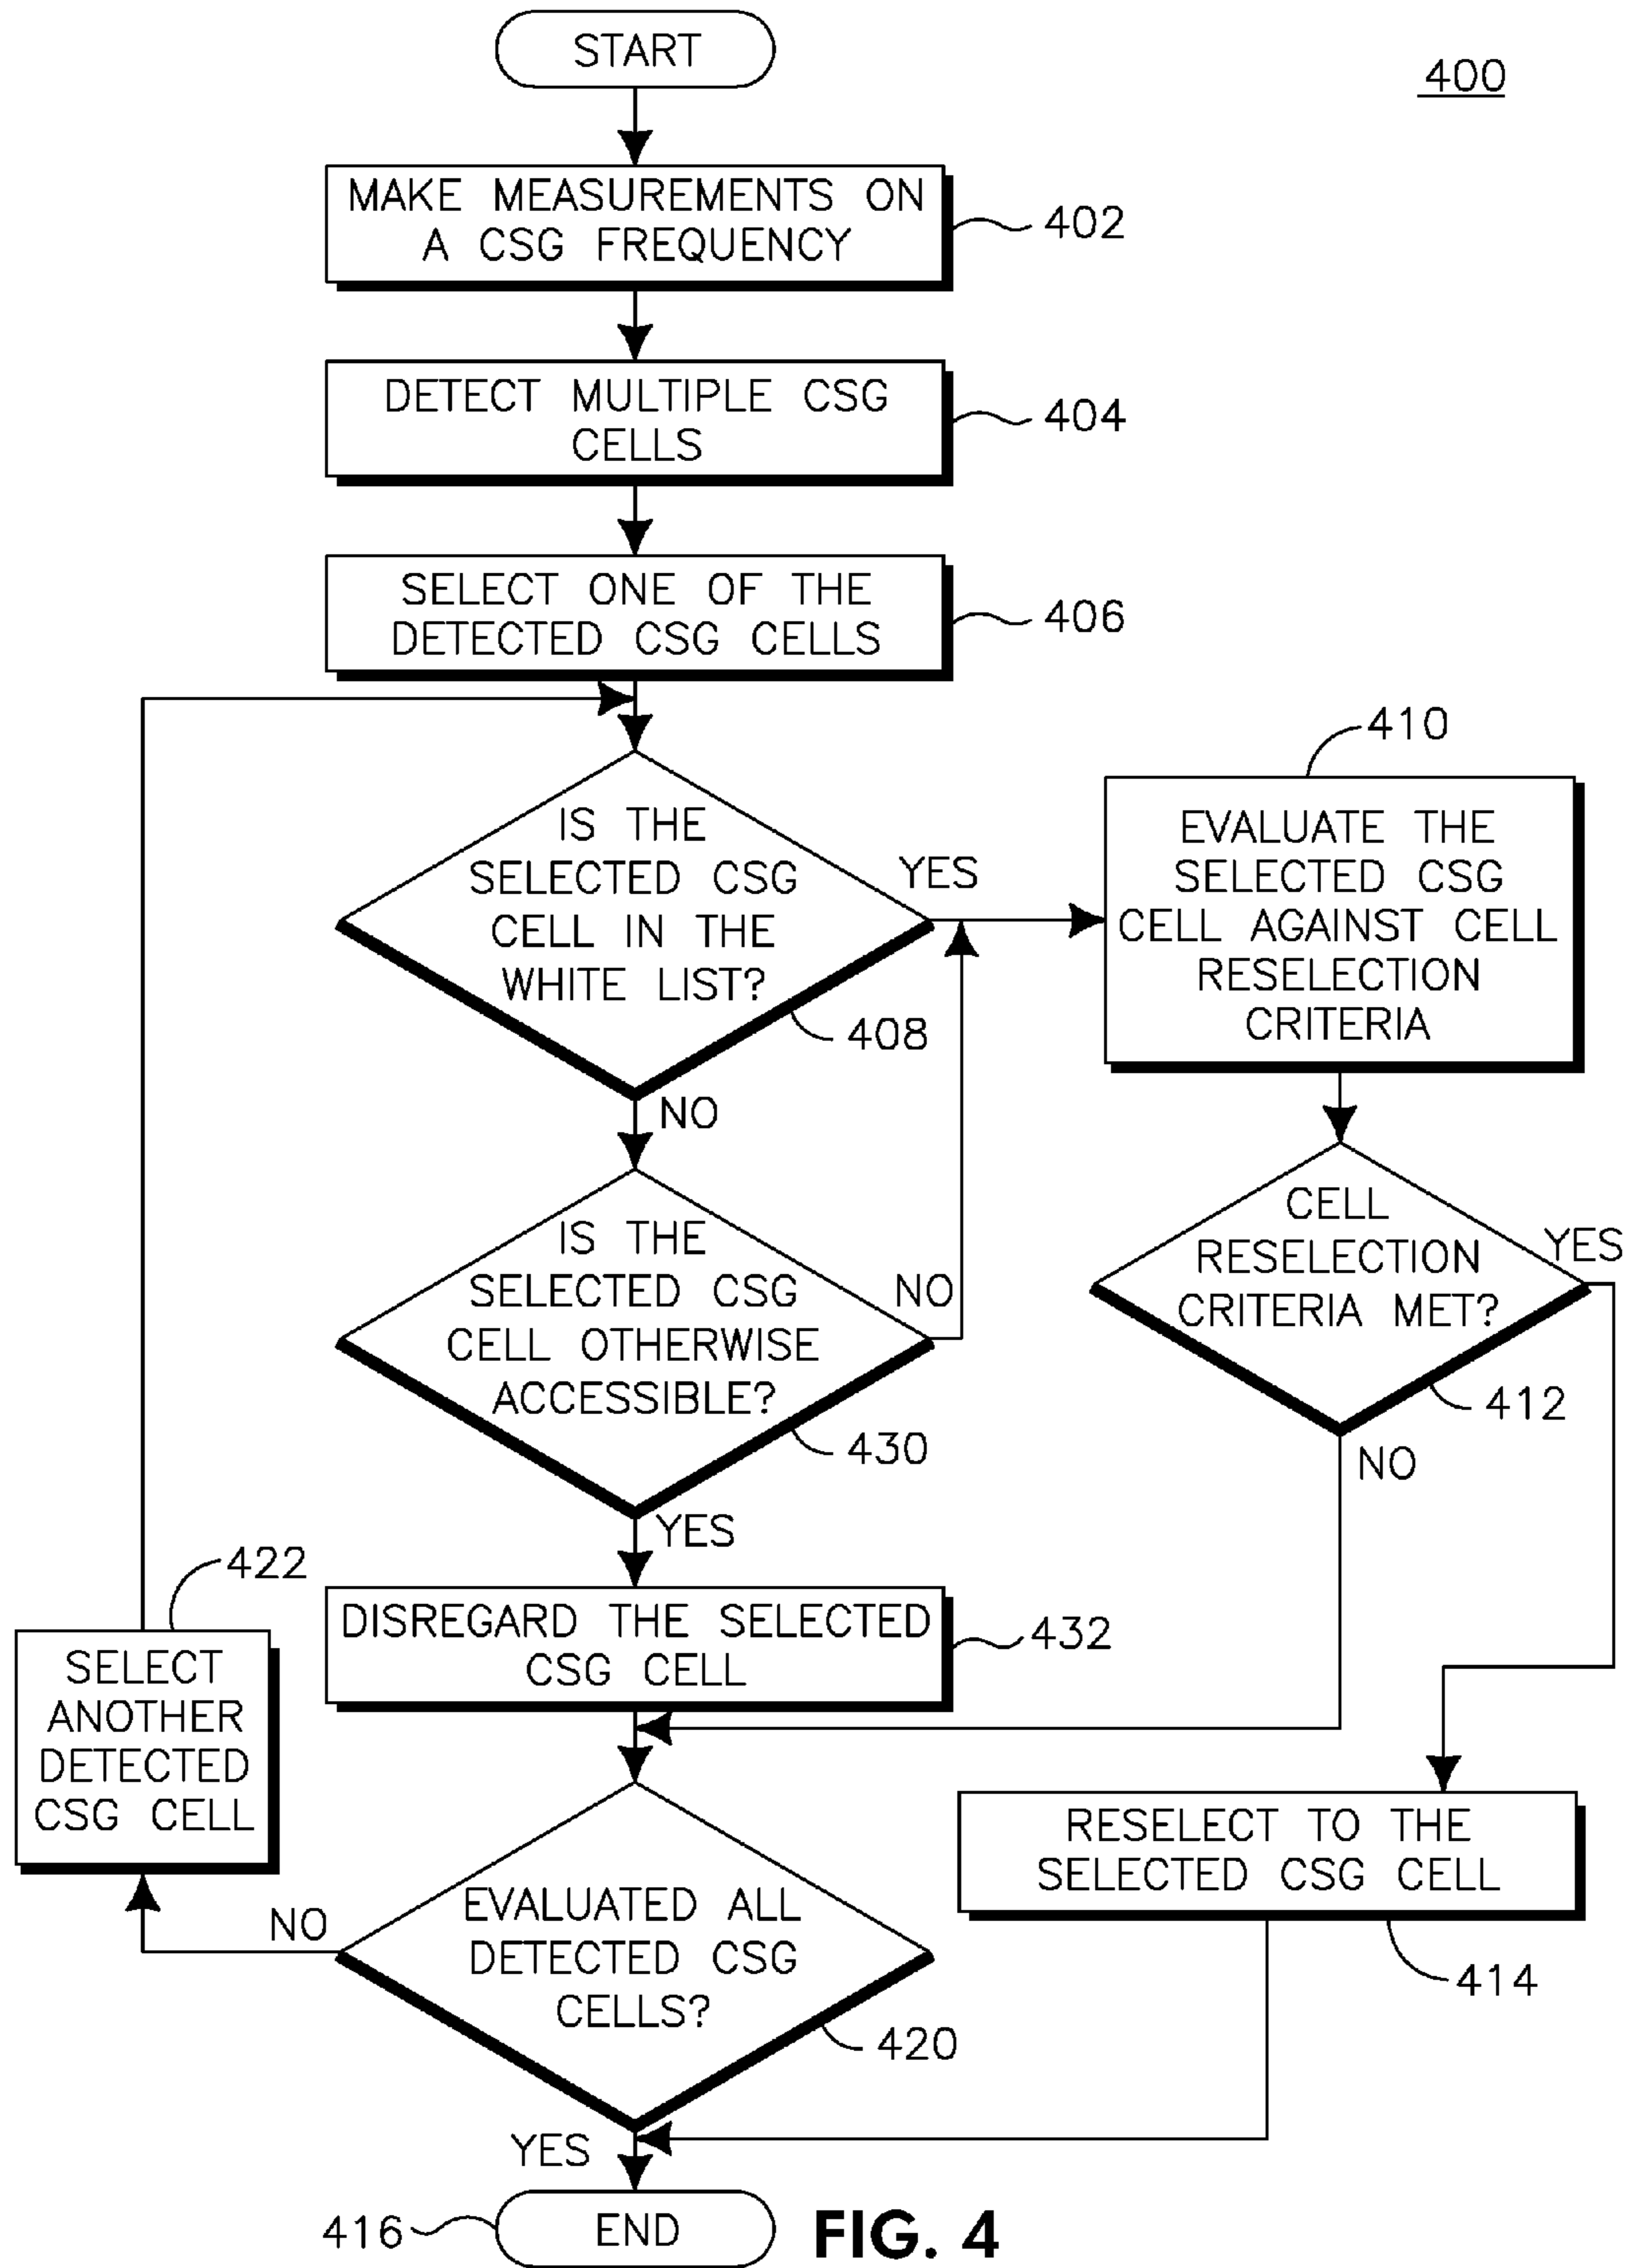 START
400
MAKE MEASUREMENTS ON
A CSG FREQUENCY
402
DETECT MULTIPLE CSG
CELLS
404
SELECT ONE OF THE
DETECTED CSG CELLS
406
IS THE
SELECTED CSG
CELL IN THE
WHITE LIST?
408
YES
NO
410
EVALUATE THE
SELECTED CSG
CELL AGAINST CELL
RESELECTION
CRITERIA
IS THE
SELECTED CSG
CELL OTHERWISE
ACCESSIBLE?
430
NO
YES
CELL
RESELECTION
CRITERIA MET?
412
YES
NO
DISREGARD THE SELECTED
CSG CELL
432
422
SELECT
ANOTHER
DETECTED
CSG CELL
RESELECT TO THE
SELECTED CSG CELL
414
EVALUATED ALL
DETECTED CSG
CELLS?
420
NO
YES
416
END
FIG. 4